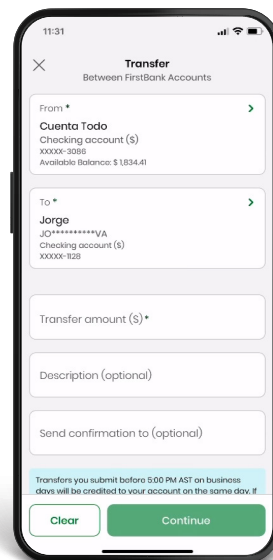 11:31
Transfer
Between FirstBank Accounts
From *
Cuenta Todo
Checking account ($)
XXXXX-3086
Available Balance: $ 1,834.41
To *
Jorge
JO**********VA
Checking account ($)
XXXXX-1128
Transfer amount ($)*
Description (optional)
Send confirmation to (optional)
Transfers you submit before 5:00 PM AST on business
days will be credited to your account on the same day. If
Clear
Continue